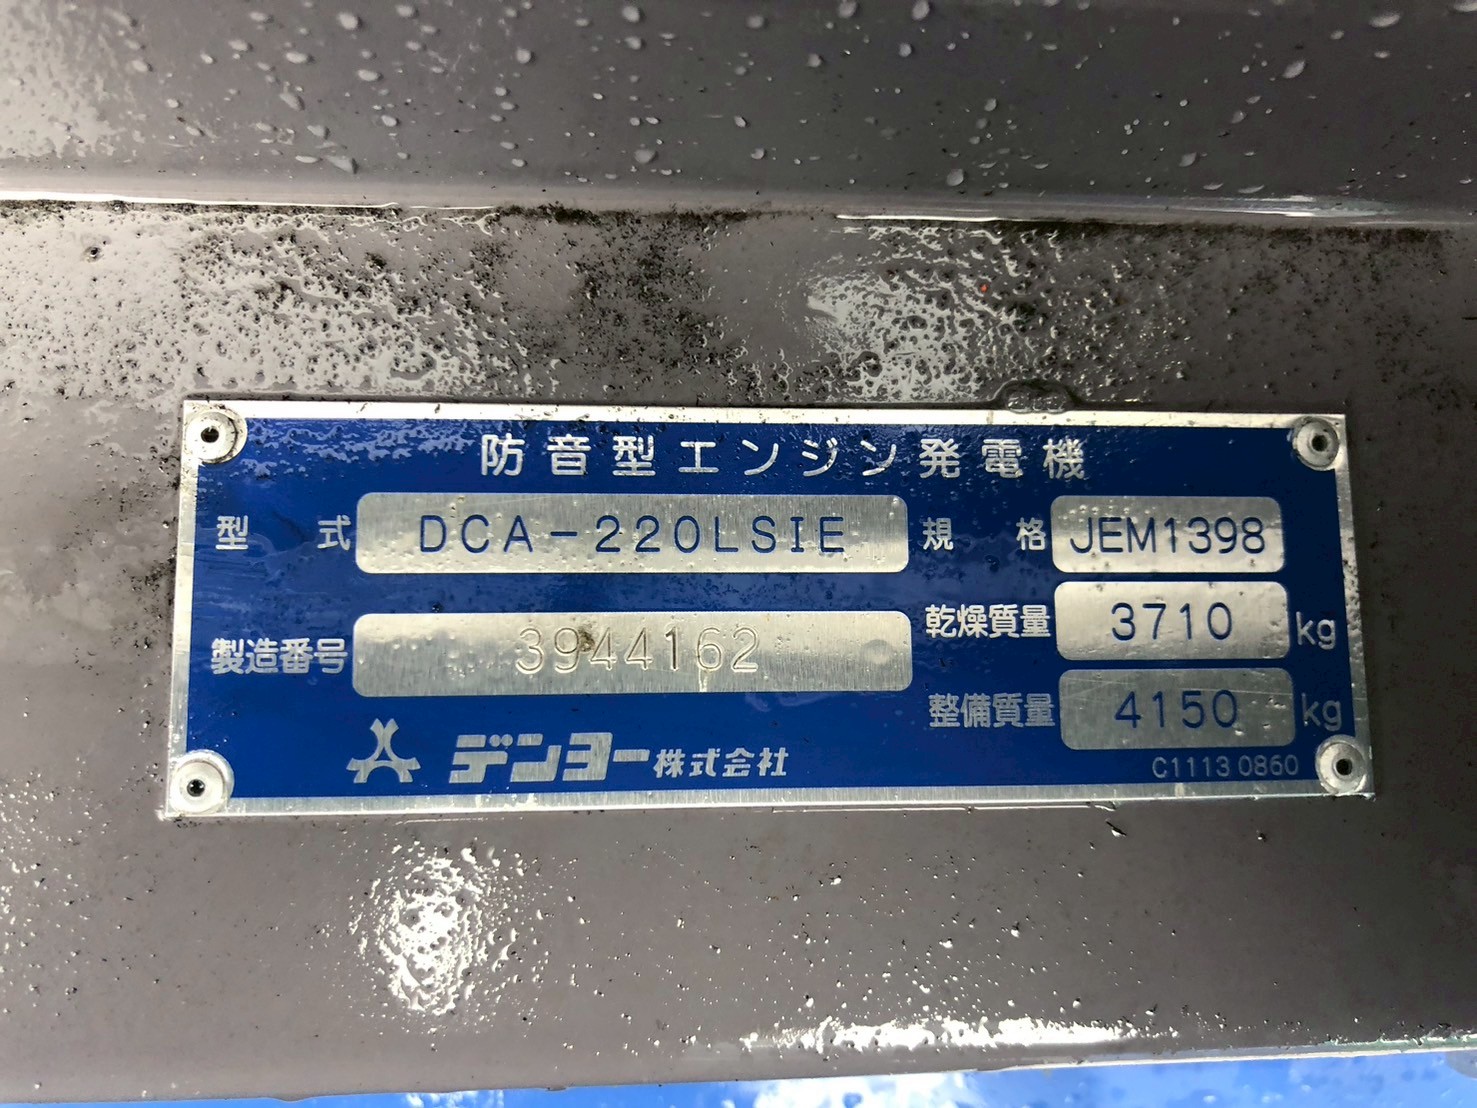 防音型エンジン発電機
型式 DCA-220LSIE 規格 JEM1398
製造番号 3944162 乾燥質量 3710 kg
整備質量 4150 kg
デンヨー株式会社 C1113 0860